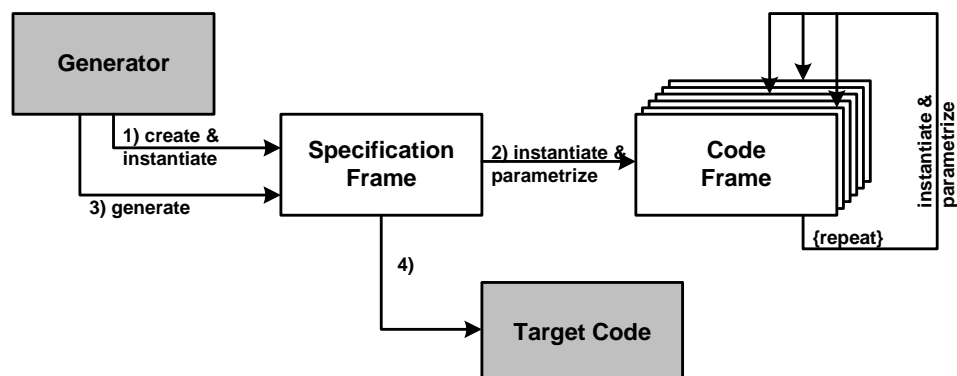 Generator
1) create &
instantiate
3) generate
Specification
Frame
2) instantiate &
parametrize
Code
Frame
instantiate &
parametrize
{repeat}
4)
Target Code